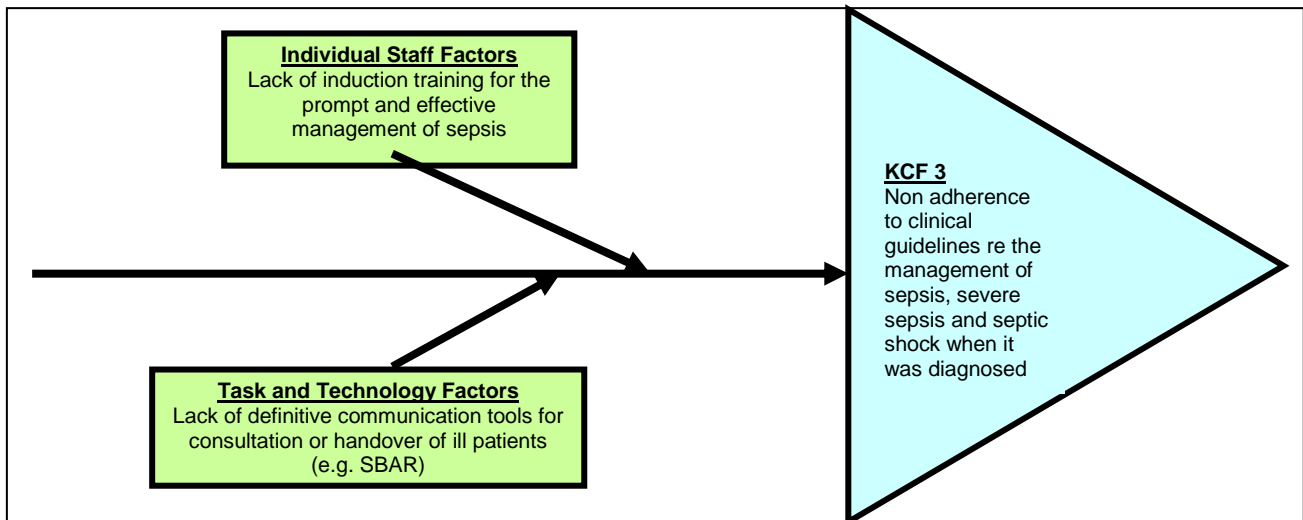 Individual Staff Factors
Lack of induction training for the
prompt and effective
management of sepsis
KCF 3
Non adherence
to clinical
guidelines re the
management of
sepsis, severe
sepsis and septic
shock when it
was diagnosed
Task and Technology Factors
Lack of definitive communication tools for
consultation or handover of ill patients
(e.g. SBAR)